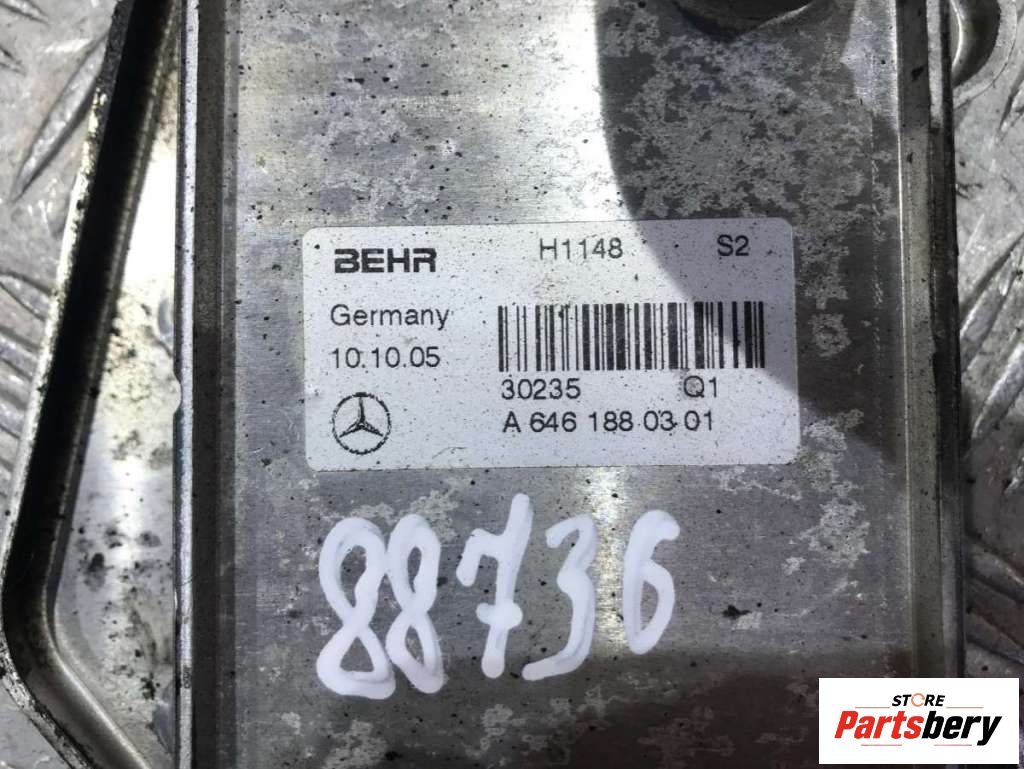 BEHR H1148 S2
Germany
10.10.05
30235 Q1
A 646 188 03 01
88736
STORE
Partsbery